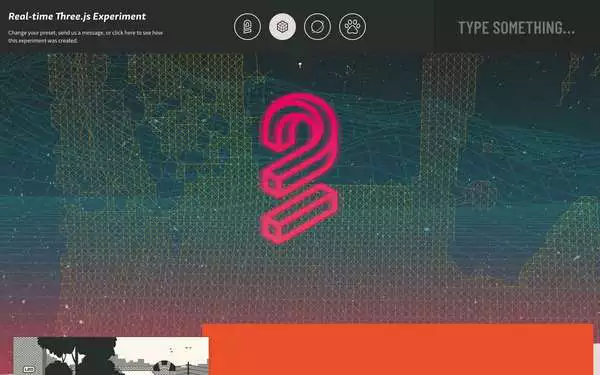 Real-time Three.js Experiment
Change your preset, send us a message, or click here to see how
this experiment was created.
TYPE SOMETHING...